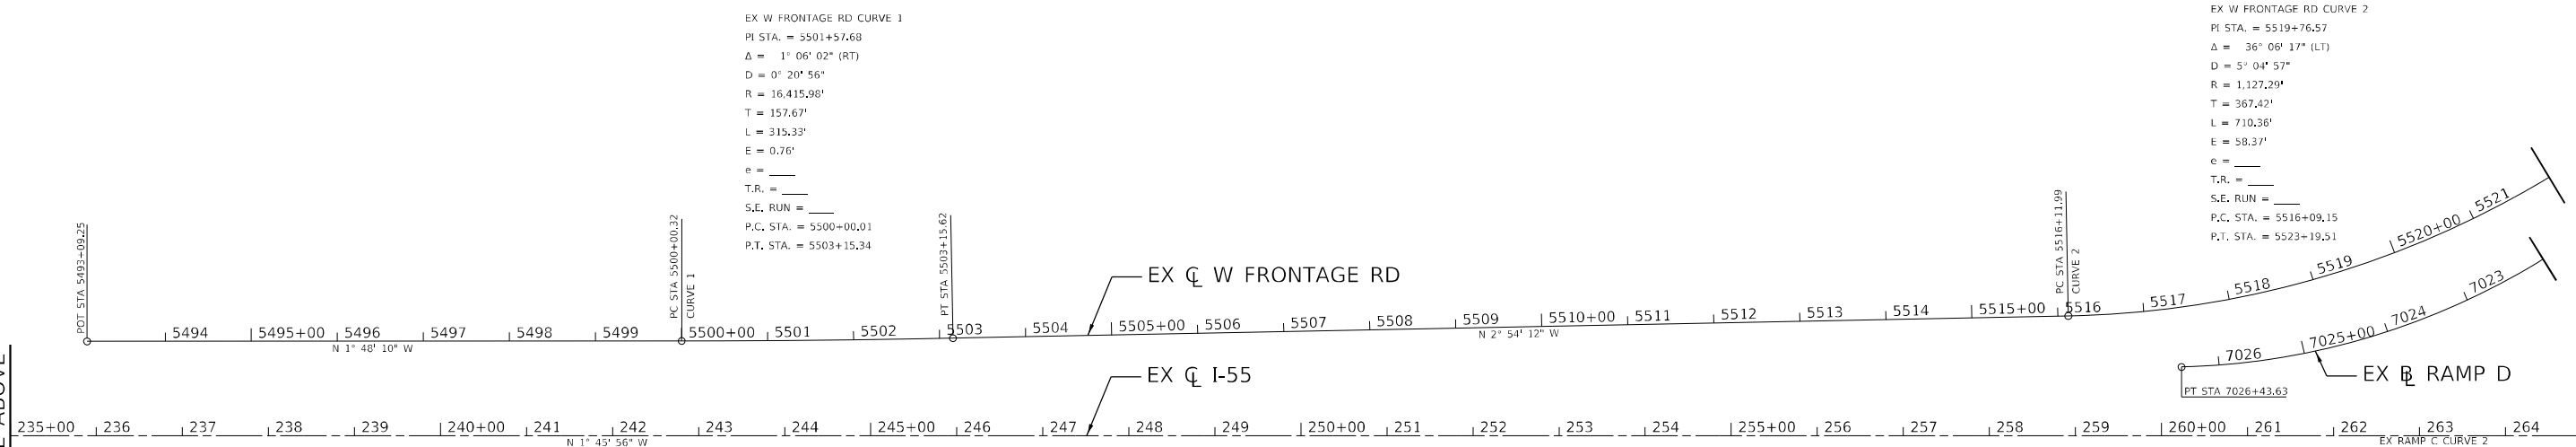 EX W FRONTAGE RD CURVE 1
PI STA. = 5501+57.68
Δ = 1° 06' 02" (RT)
D = 0° 20' 56"
R = 16,415.98'
T = 157.67'
L = 315.33'
E = 0.76'
e = ____
T.R. = ____
S.E. RUN = ____
P.C. STA. = 5500+00.01
P.T. STA. = 5503+15.34
EX W FRONTAGE RD CURVE 2
PI STA. = 5519+76.57
Δ = 36° 06' 17" (LT)
D = 5° 04' 57"
R = 1,127.29'
T = 367.42'
L = 710.36'
E = 58.37'
e = ____
T.R. = ____
S.E. RUN = ____
P.C. STA. = 5516+09.15
P.T. STA. = 5523+19.51
POT STA 5493+09.25
PC STA 5500+00.32
CURVE 1
PT STA 5503+15.62
PC STA 5516+11.99
CURVE 2
EX ℄ W FRONTAGE RD
5494 5495+00 5496 5497 5498 5499 5500+00 5501 5502 5503 5504 5505+00 5506 5507 5508 5509 5510+00 5511 5512 5513 5514 5515+00 5516 5517 5518 5519 5520+00 5521
N 1° 48' 10" W
N 2° 54' 12" W
7026 7025+00 7024 7023
EX ℄ I-55
EX BL RAMP D
PT STA 7026+43.63
ABOVE
235+00 236 237 238 239 240+00 241 242 243 244 245+00 246 247 248 249 250+00 251 252 253 254 255+00 256 257 258 259 260+00 261 262 263 264
N 1° 45' 56" W
EX RAMP C CURVE 2